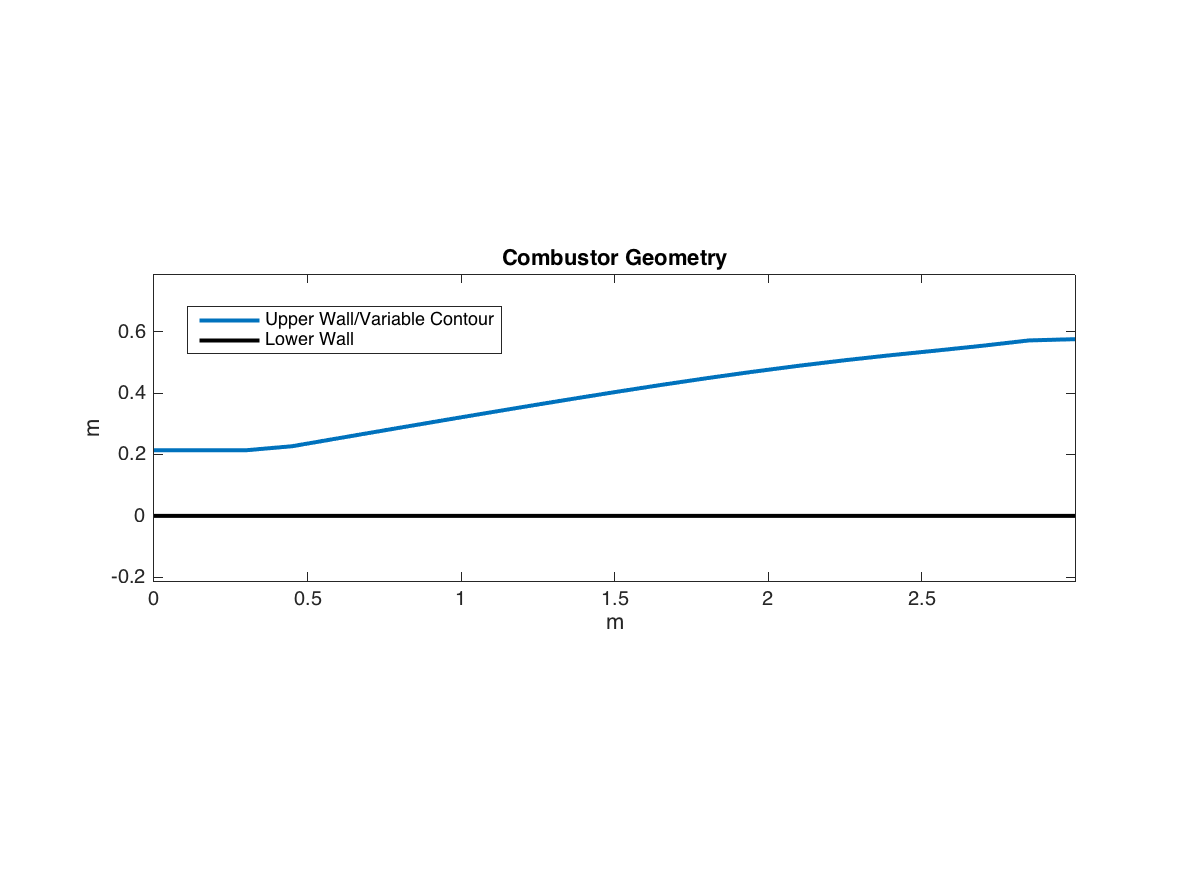 Combustor Geometry
Upper Wall/Variable Contour
Lower Wall
0.6
0.4
0.2
0
-0.2
m
0 0.5 1 1.5 2 2.5
m